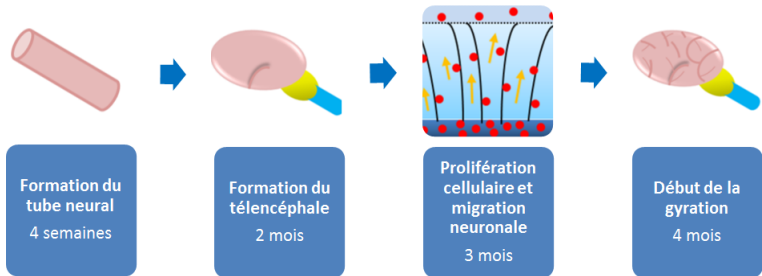 Formation du
tube neural
4 semaines
Formation du
télencéphale
2 mois
Prolifération
cellulaire et
migration
neuronale
3 mois
Début de la
gyration
4 mois